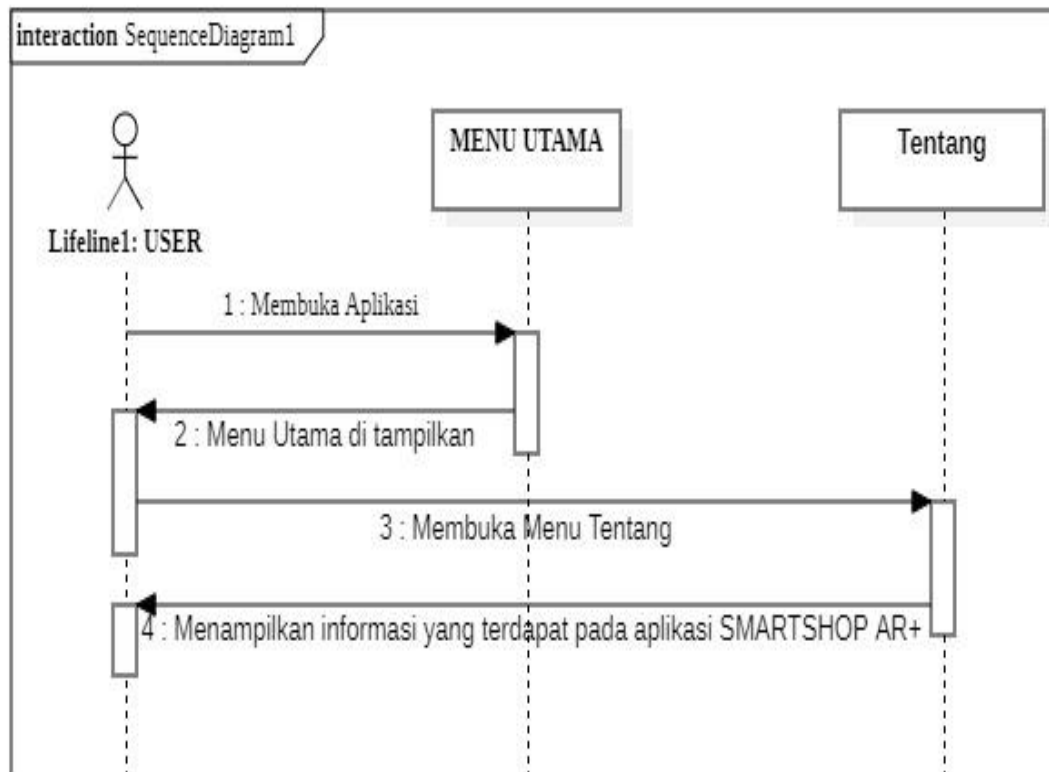 interaction SequenceDiagram1
Lifeline1: USER
MENU UTAMA
Tentang
1 : Membuka Aplikasi
2 : Menu Utama di tampilkan
3 : Membuka Menu Tentang
4 : Menampilkan informasi yang terdapat pada aplikasi SMARTSHOP AR+